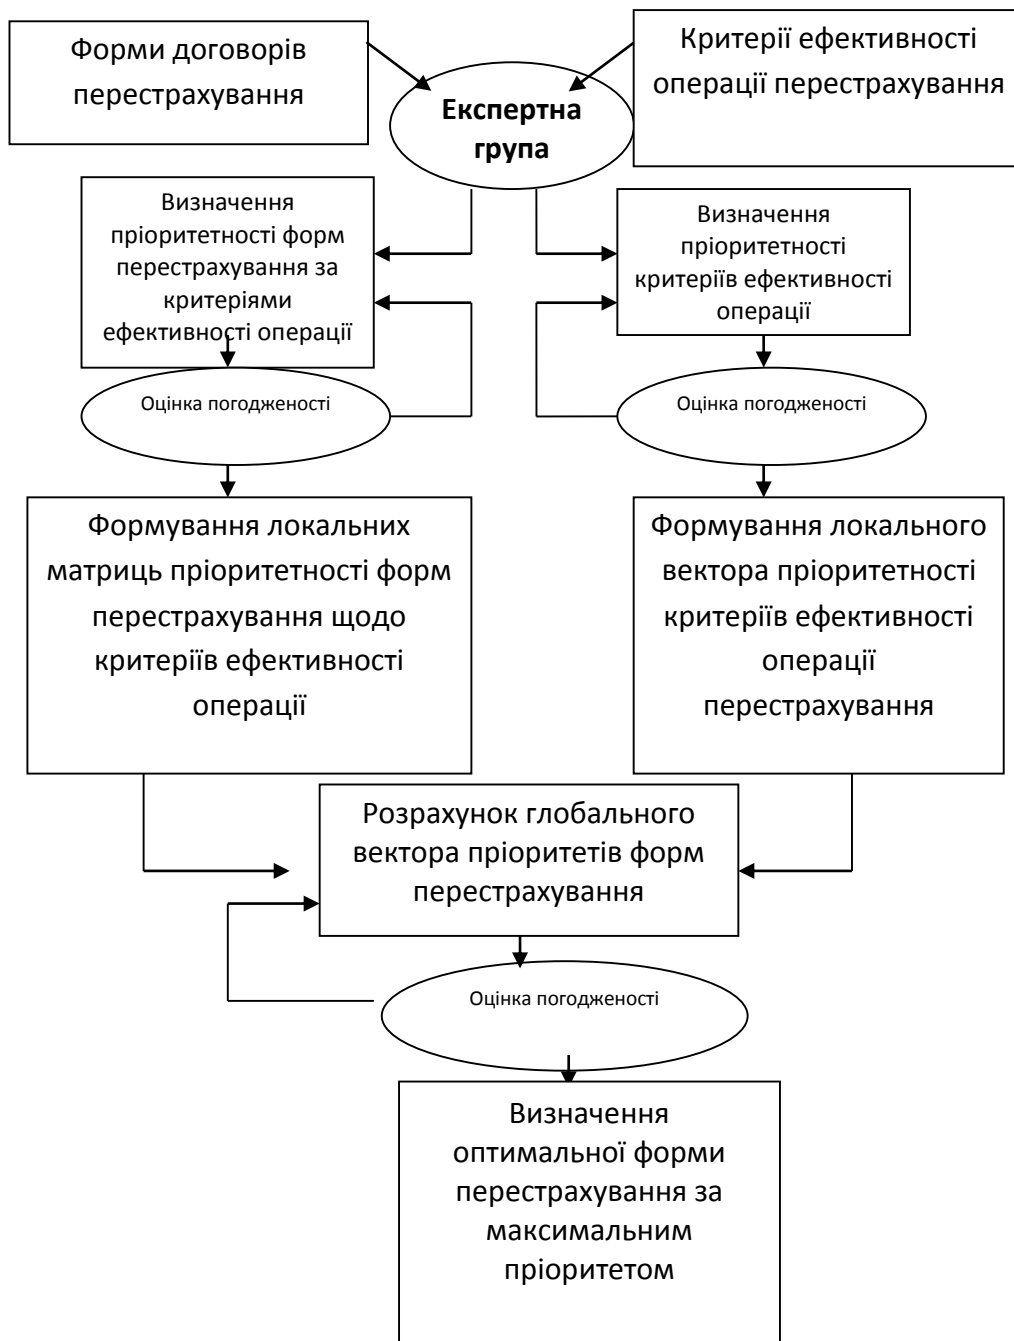 Форми договорів
перестрахування
Критерії ефективності
операції перестрахування
Експертна
група
Визначення
пріоритетності форм
перестрахування за
критеріями
ефективності операції
Визначення
пріоритетності
критеріїв ефективності
операції
Оцінка погодженості
Оцінка погодженості
Формування локальних
матриць пріоритетності форм
перестрахування щодо
критеріїв ефективності
операції
Формування локального
вектора пріоритетності
критеріїв ефективності
операції
перестрахування
Розрахунок глобального
вектора пріоритетів форм
перестрахування
Оцінка погодженості
Визначення
оптимальної форми
перестрахування за
максимальним
пріоритетом